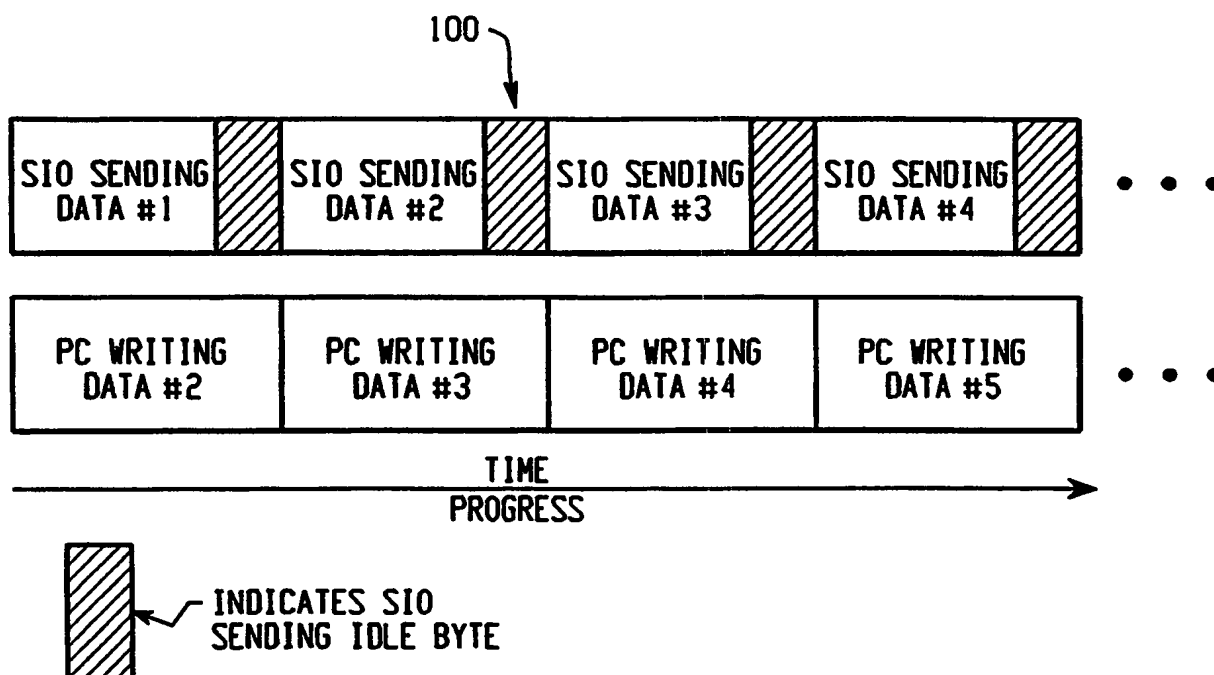 100
SIO SENDING DATA #1
SIO SENDING DATA #2
SIO SENDING DATA #3
SIO SENDING DATA #4
PC WRITING DATA #2
PC WRITING DATA #3
PC WRITING DATA #4
PC WRITING DATA #5
TIME
PROGRESS
INDICATES SIO
SENDING IDLE BYTE